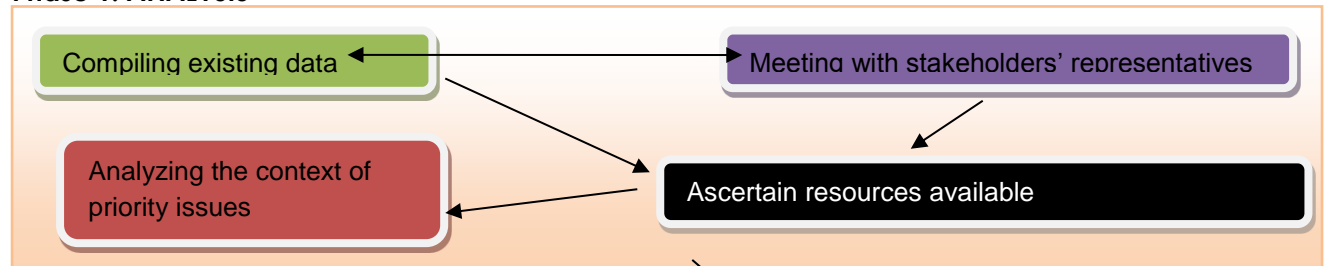 Compiling existing data
Meeting with stakeholders' representatives
Analyzing the context of
priority issues
Ascertain resources available